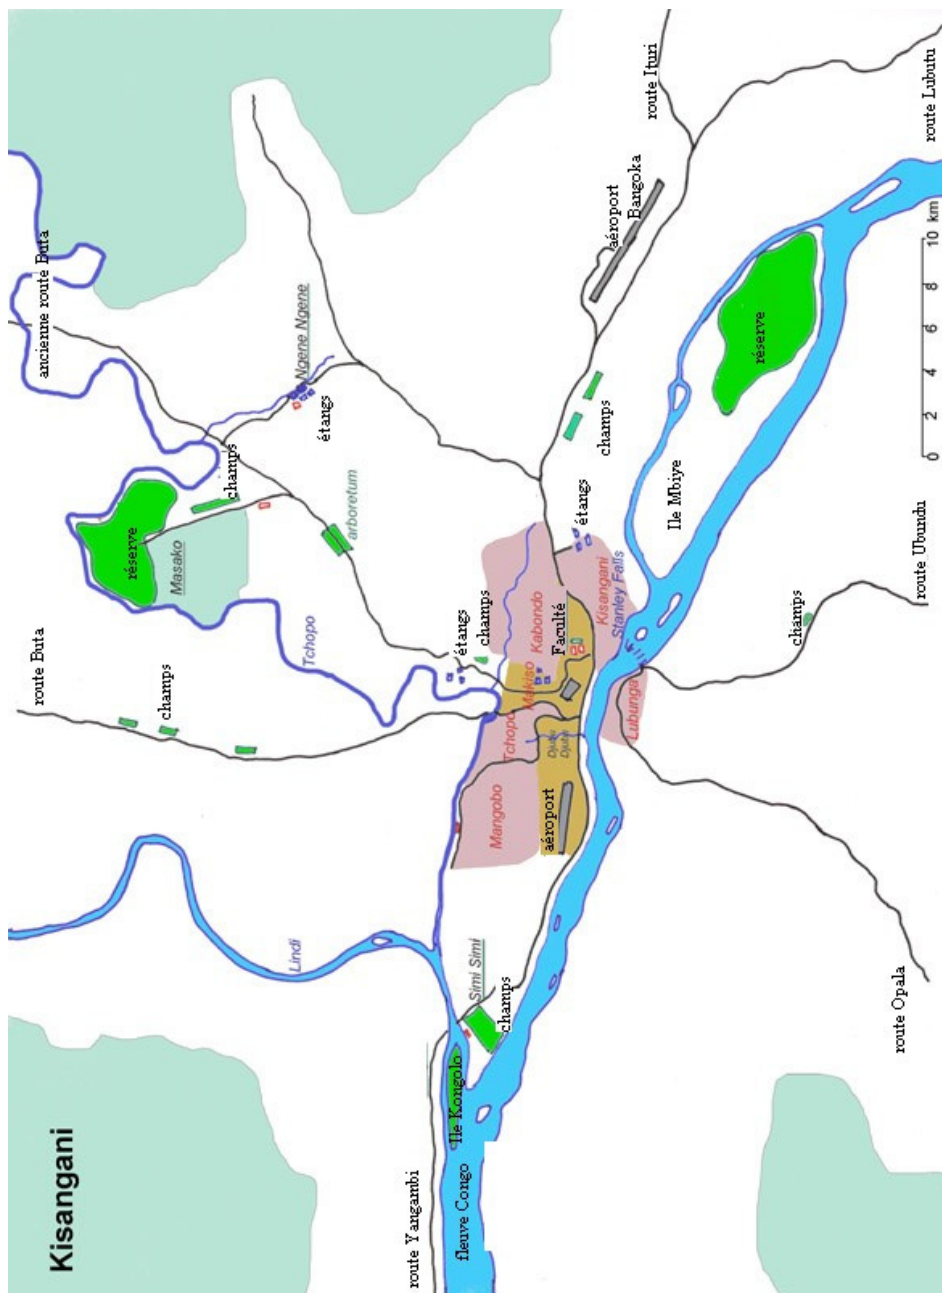 Kisangani
route Yangambi
fleuve Congo
Ile Kongolo
Lindi
Simi Simi
champs
route Opala
route Buta
champs
Tchopo
Mangobo
Tchopo
aéroport
Djubu
Djubu
Makiso
Kabondo
Faculté
étangs
champs
Lubunga
Kisangani
Stanley Falls
étangs
réserve
Masako
champs
arboretum
étangs
Ngene Ngene
ancienne route Buta
champs
aéroport
Bangoka
route Ituri
route Lubutu
Ile Mbiye
réserve
champs
route Ubundu
0 2 4 6 8 10 km